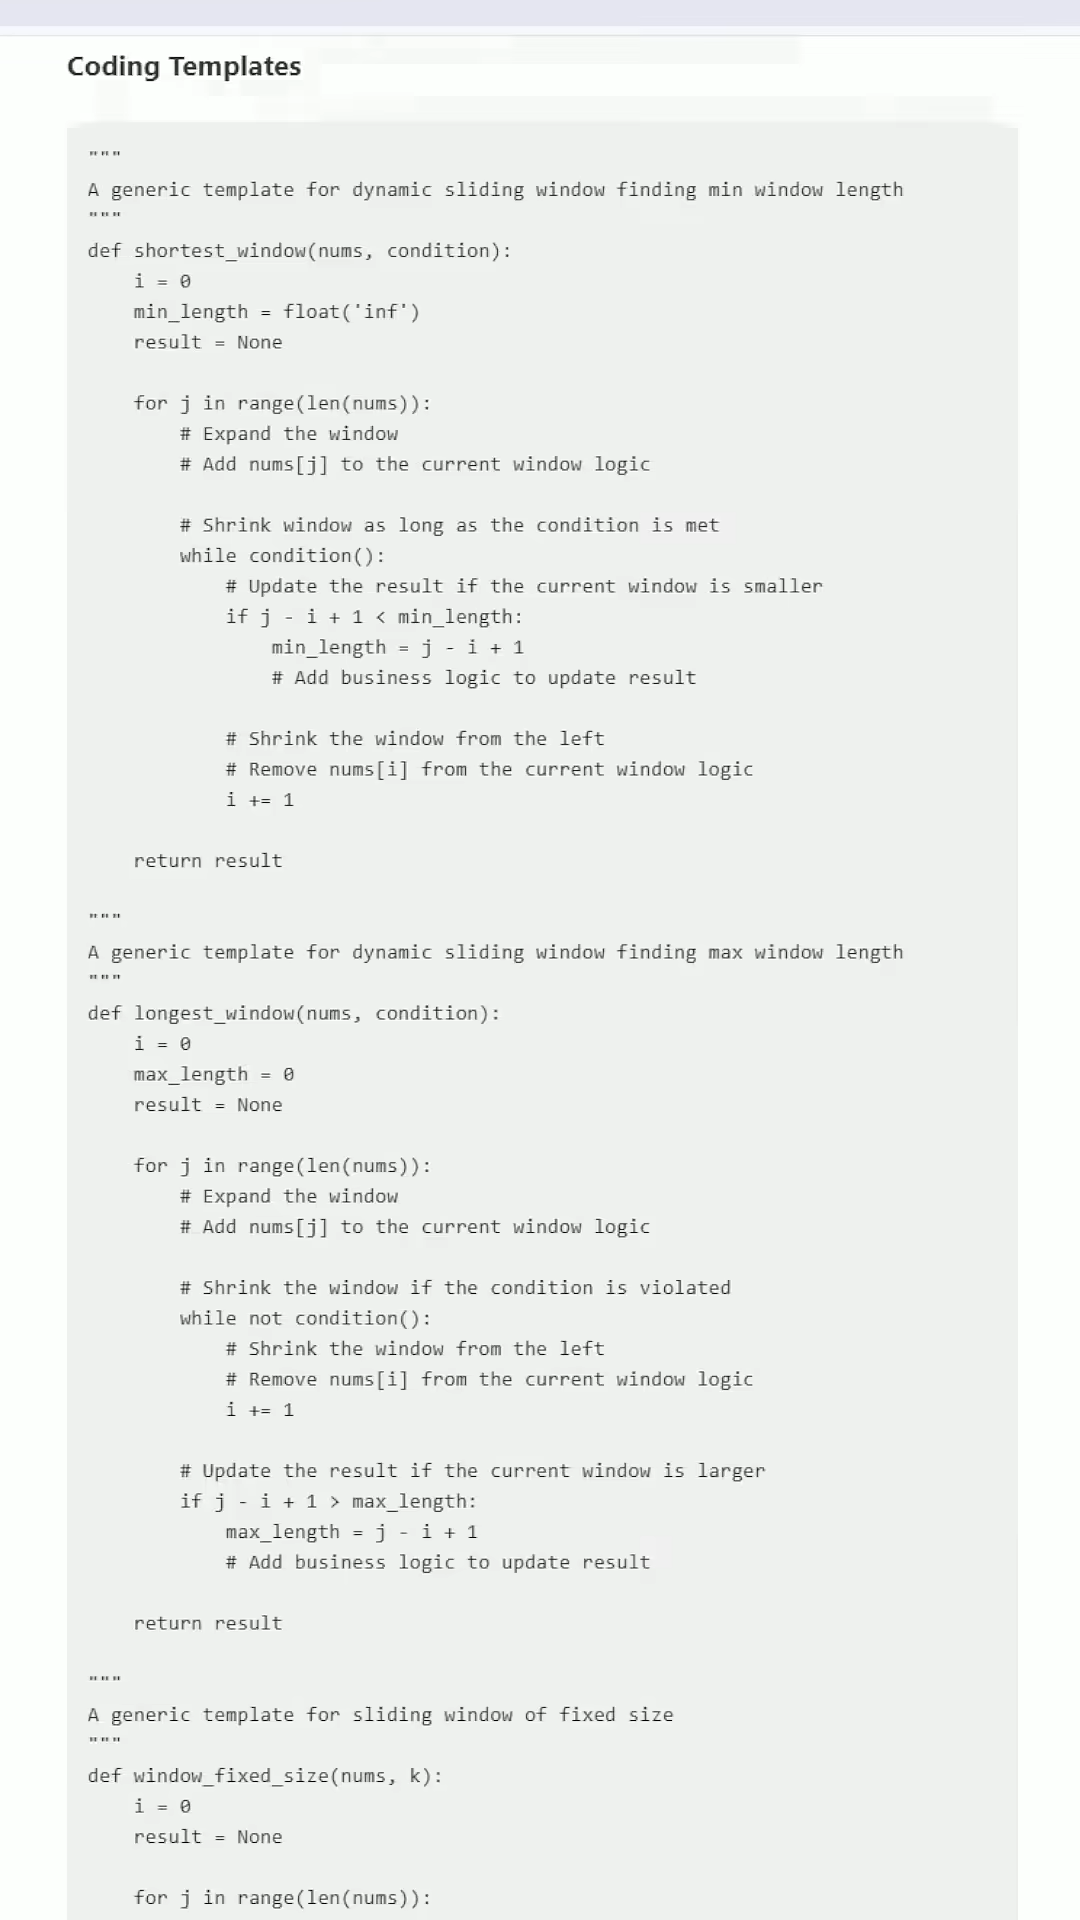 Coding Templates
"""
A generic template for dynamic sliding window finding min window length
"""
def shortest_window(nums, condition):
    i = 0
    min_length = float('inf')
    result = None

    for j in range(len(nums)):
        # Expand the window
        # Add nums[j] to the current window logic

        # Shrink window as long as the condition is met
        while condition():
            # Update the result if the current window is smaller
            if j - i + 1 < min_length:
                min_length = j - i + 1
                # Add business logic to update result

            # Shrink the window from the left
            # Remove nums[i] from the current window logic
            i += 1

    return result

"""
A generic template for dynamic sliding window finding max window length
"""
def longest_window(nums, condition):
    i = 0
    max_length = 0
    result = None

    for j in range(len(nums)):
        # Expand the window
        # Add nums[j] to the current window logic

        # Shrink the window if the condition is violated
        while not condition():
            # Shrink the window from the left
            # Remove nums[i] from the current window logic
            i += 1

        # Update the result if the current window is larger
        if j - i + 1 > max_length:
            max_length = j - i + 1
            # Add business logic to update result

    return result

"""
A generic template for sliding window of fixed size
"""
def window_fixed_size(nums, k):
    i = 0
    result = None

    for j in range(len(nums)):